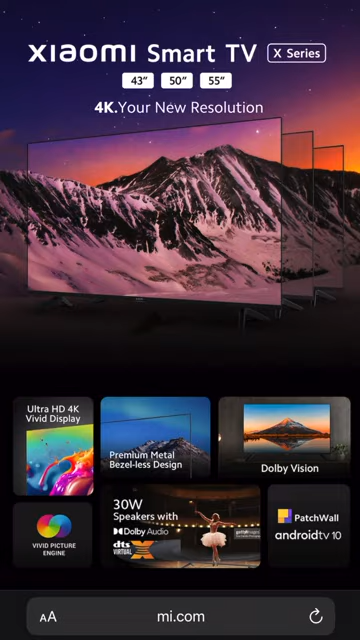 xiaomi Smart TV X Series
43” 50” 55”
4K.Your New Resolution
Ultra HD 4K
Vivid Display
Premium Metal
Bezel-less Design
Dolby Vision
VIVID PICTURE
ENGINE
30W
Speakers with
Dolby Audio
dts
VIRTUAL:X
PatchWall
androidtv 10
AA
mi.com